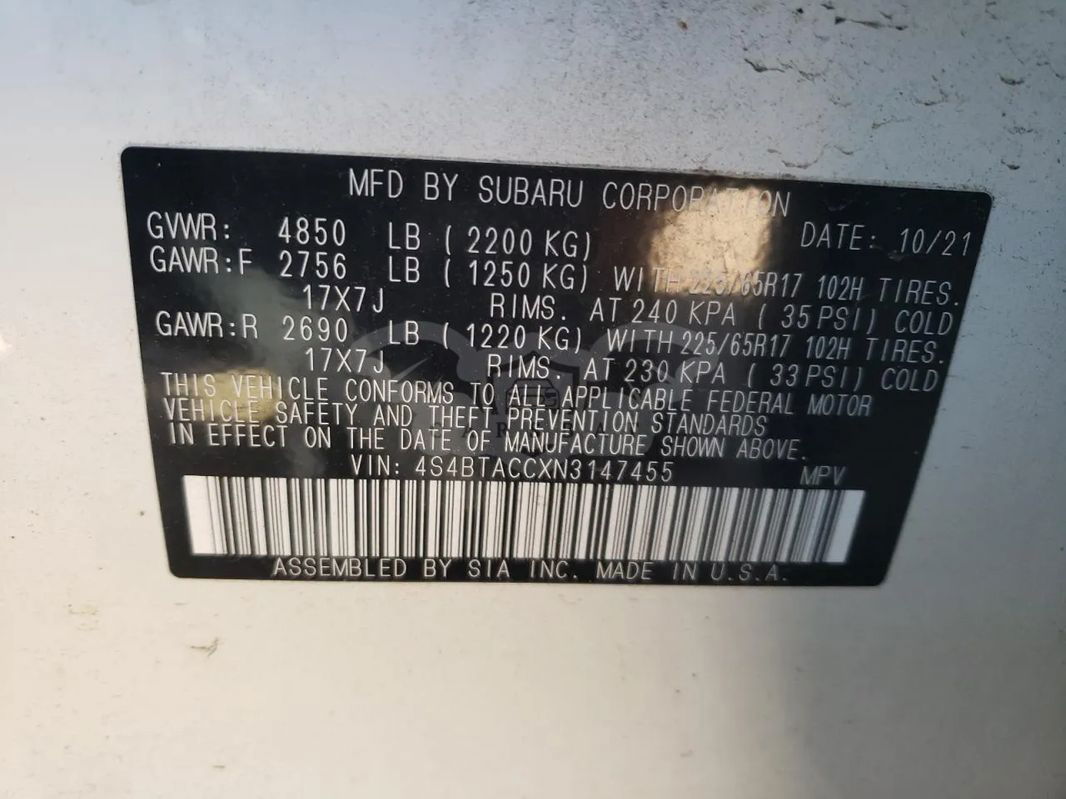 MFD BY SUBARU CORPORATION
GVWR: 4850 LB ( 2200 KG) DATE: 10/21
GAWR:F 2756 LB ( 1250 KG) WITH 225/65R17 102H TIRES.
17X7J RIMS. AT 240 KPA ( 35 PSI) COLD
GAWR:R 2690 LB ( 1220 KG) WITH 225/65R17 102H TIRES.
17X7J RIMS. AT 230 KPA ( 33 PSI) COLD
THIS VEHICLE CONFORMS TO ALL APPLICABLE FEDERAL MOTOR
VEHICLE SAFETY AND THEFT PREVENTION STANDARDS
IN EFFECT ON THE DATE OF MANUFACTURE SHOWN ABOVE.
VIN: 4S4BTACCXN3147455 MPV
ASSEMBLED BY SIA INC. MADE IN U.S.A.